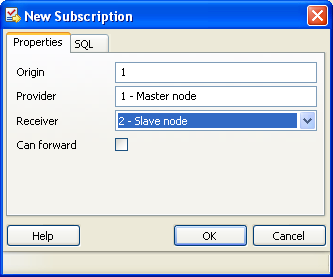 New Subscription
Properties SQL
Origin 1
Provider 1 - Master node
Receiver 2 - Slave node
Can forward
Help OK Cancel